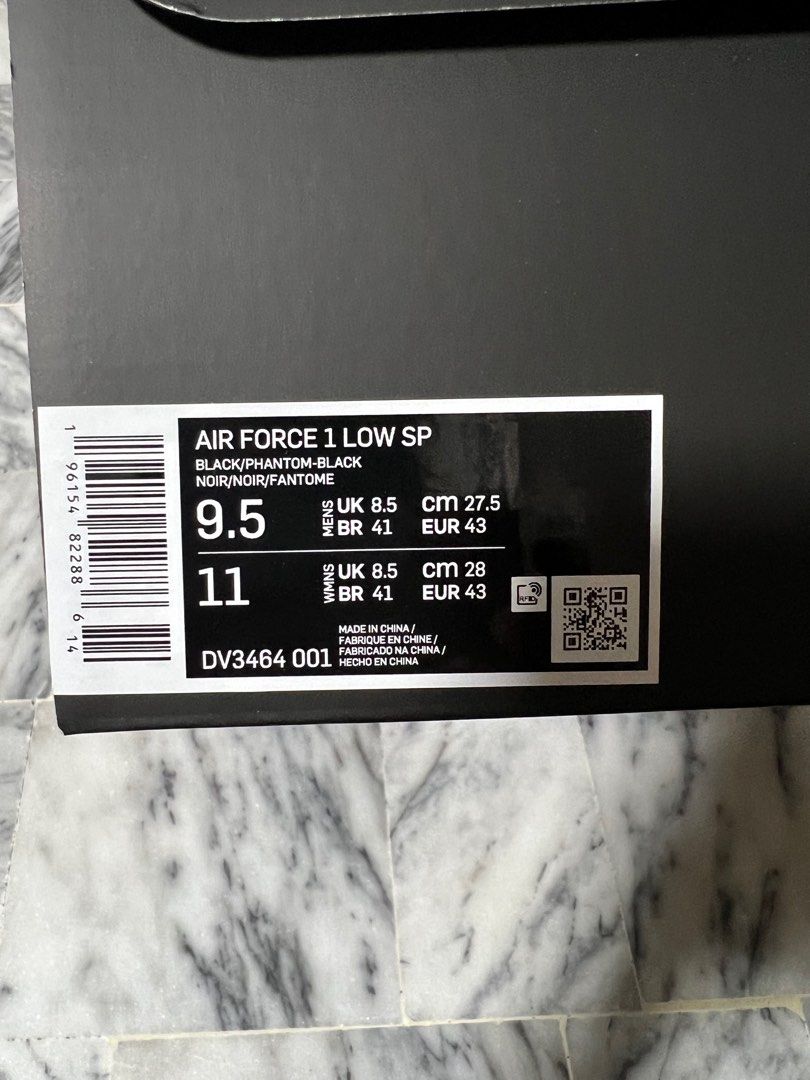 AIR FORCE 1 LOW SP
BLACK/PHANTOM-BLACK
NOIR/NOIR/FANTOME
9.5 MENS UK 8.5 cm 27.5
BR 41 EUR 43
11 WMNS UK 8.5 cm 28
BR 41 EUR 43
RFID
DV3464 001
MADE IN CHINA /
FABRIQUE EN CHINE /
FABRICADO NA CHINA /
HECHO EN CHINA
1 96154 82288 6 14